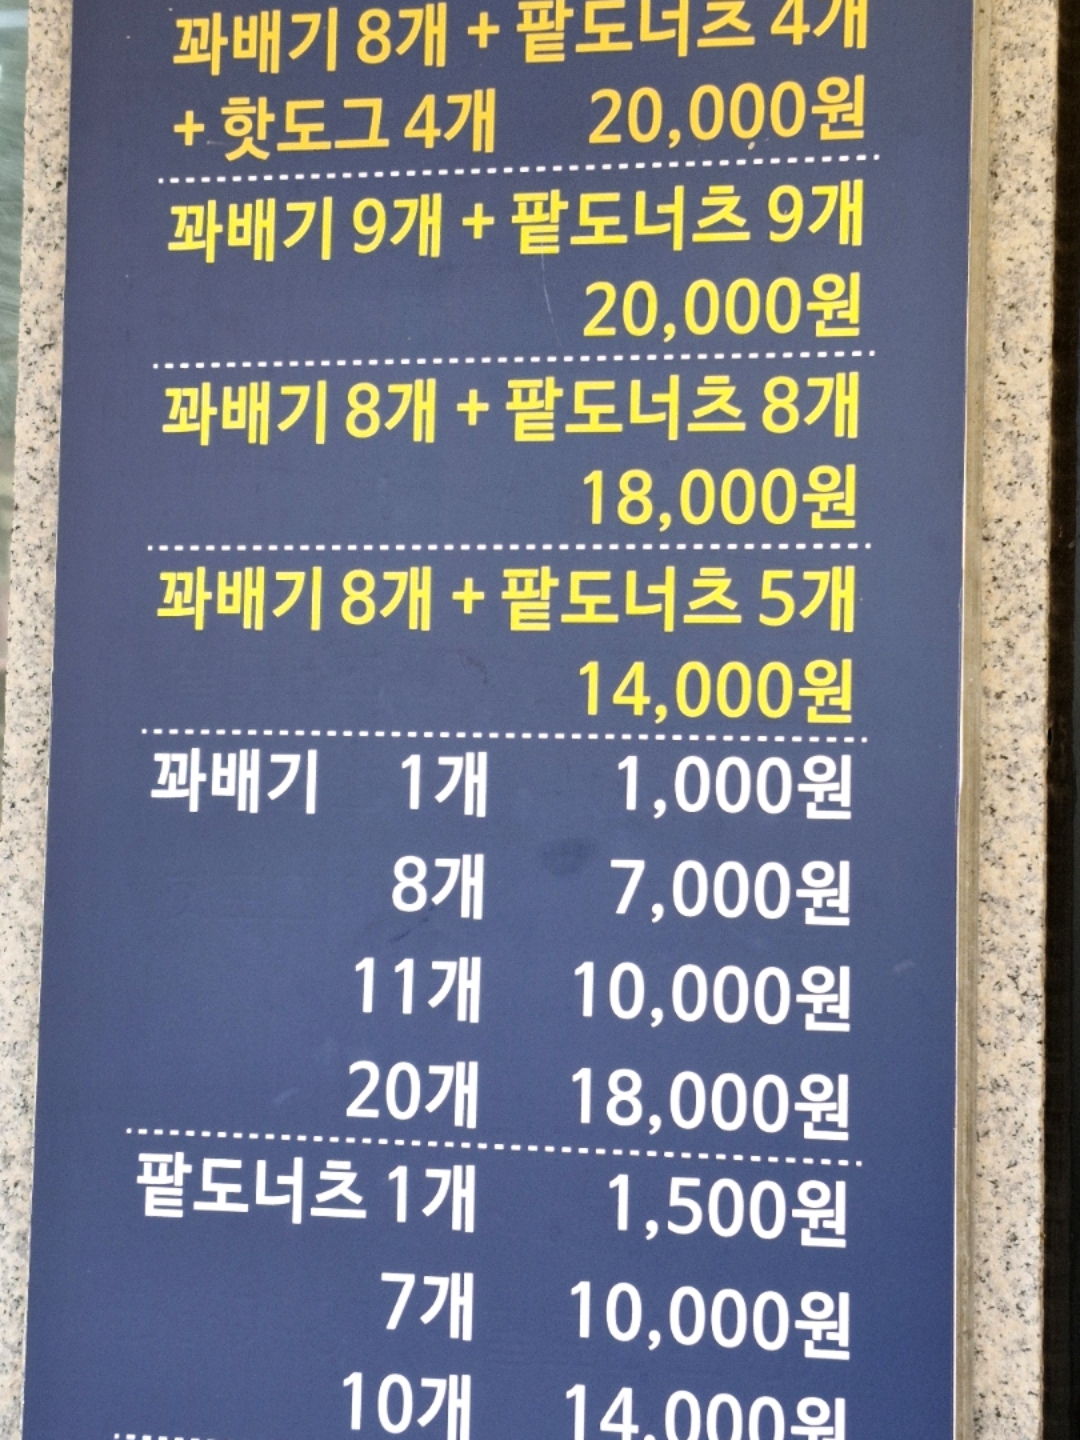 꽈배기 8개 + 팥도너츠 4개
+ 핫도그 4개 20,000원
꽈배기 9개 + 팥도너츠 9개
20,000원
꽈배기 8개 + 팥도너츠 8개
18,000원
꽈배기 8개 + 팥도너츠 5개
14,000원
꽈배기 1개 1,000원
8개 7,000원
11개 10,000원
20개 18,000원
팥도너츠 1개 1,500원
7개 10,000원
10개 14,000원